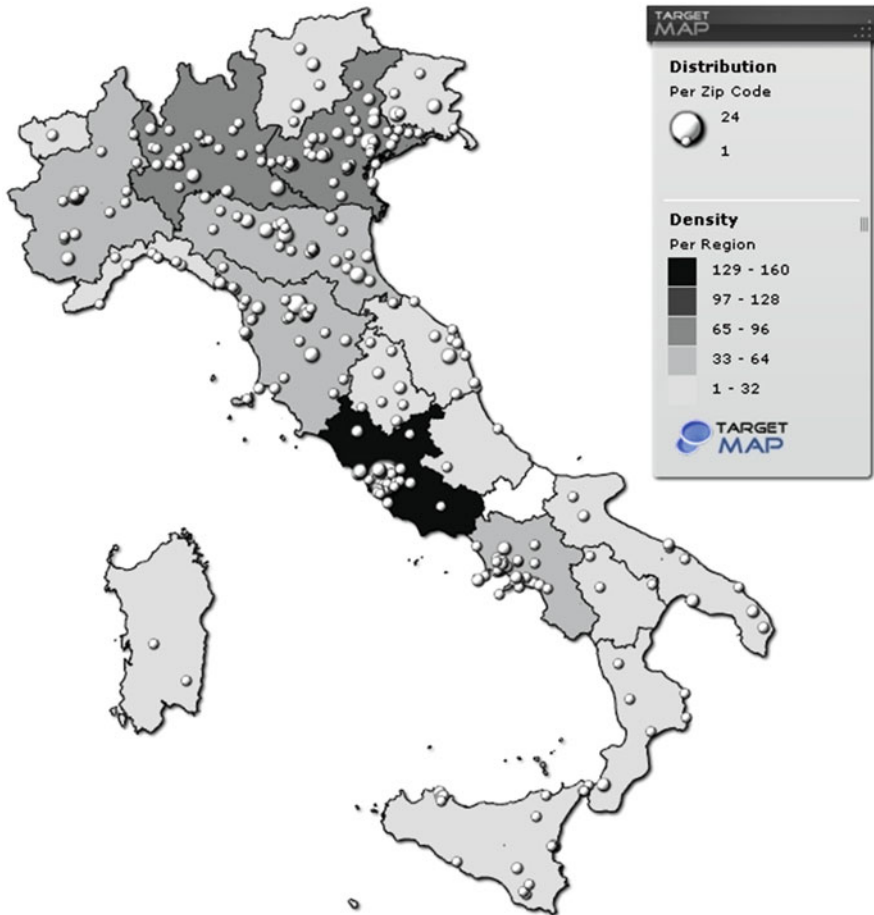 TARGET
MAP
Distribution
Per Zip Code
24
1
Density
Per Region
129 - 160
97 - 128
65 - 96
33 - 64
1 - 32
TARGET
MAP